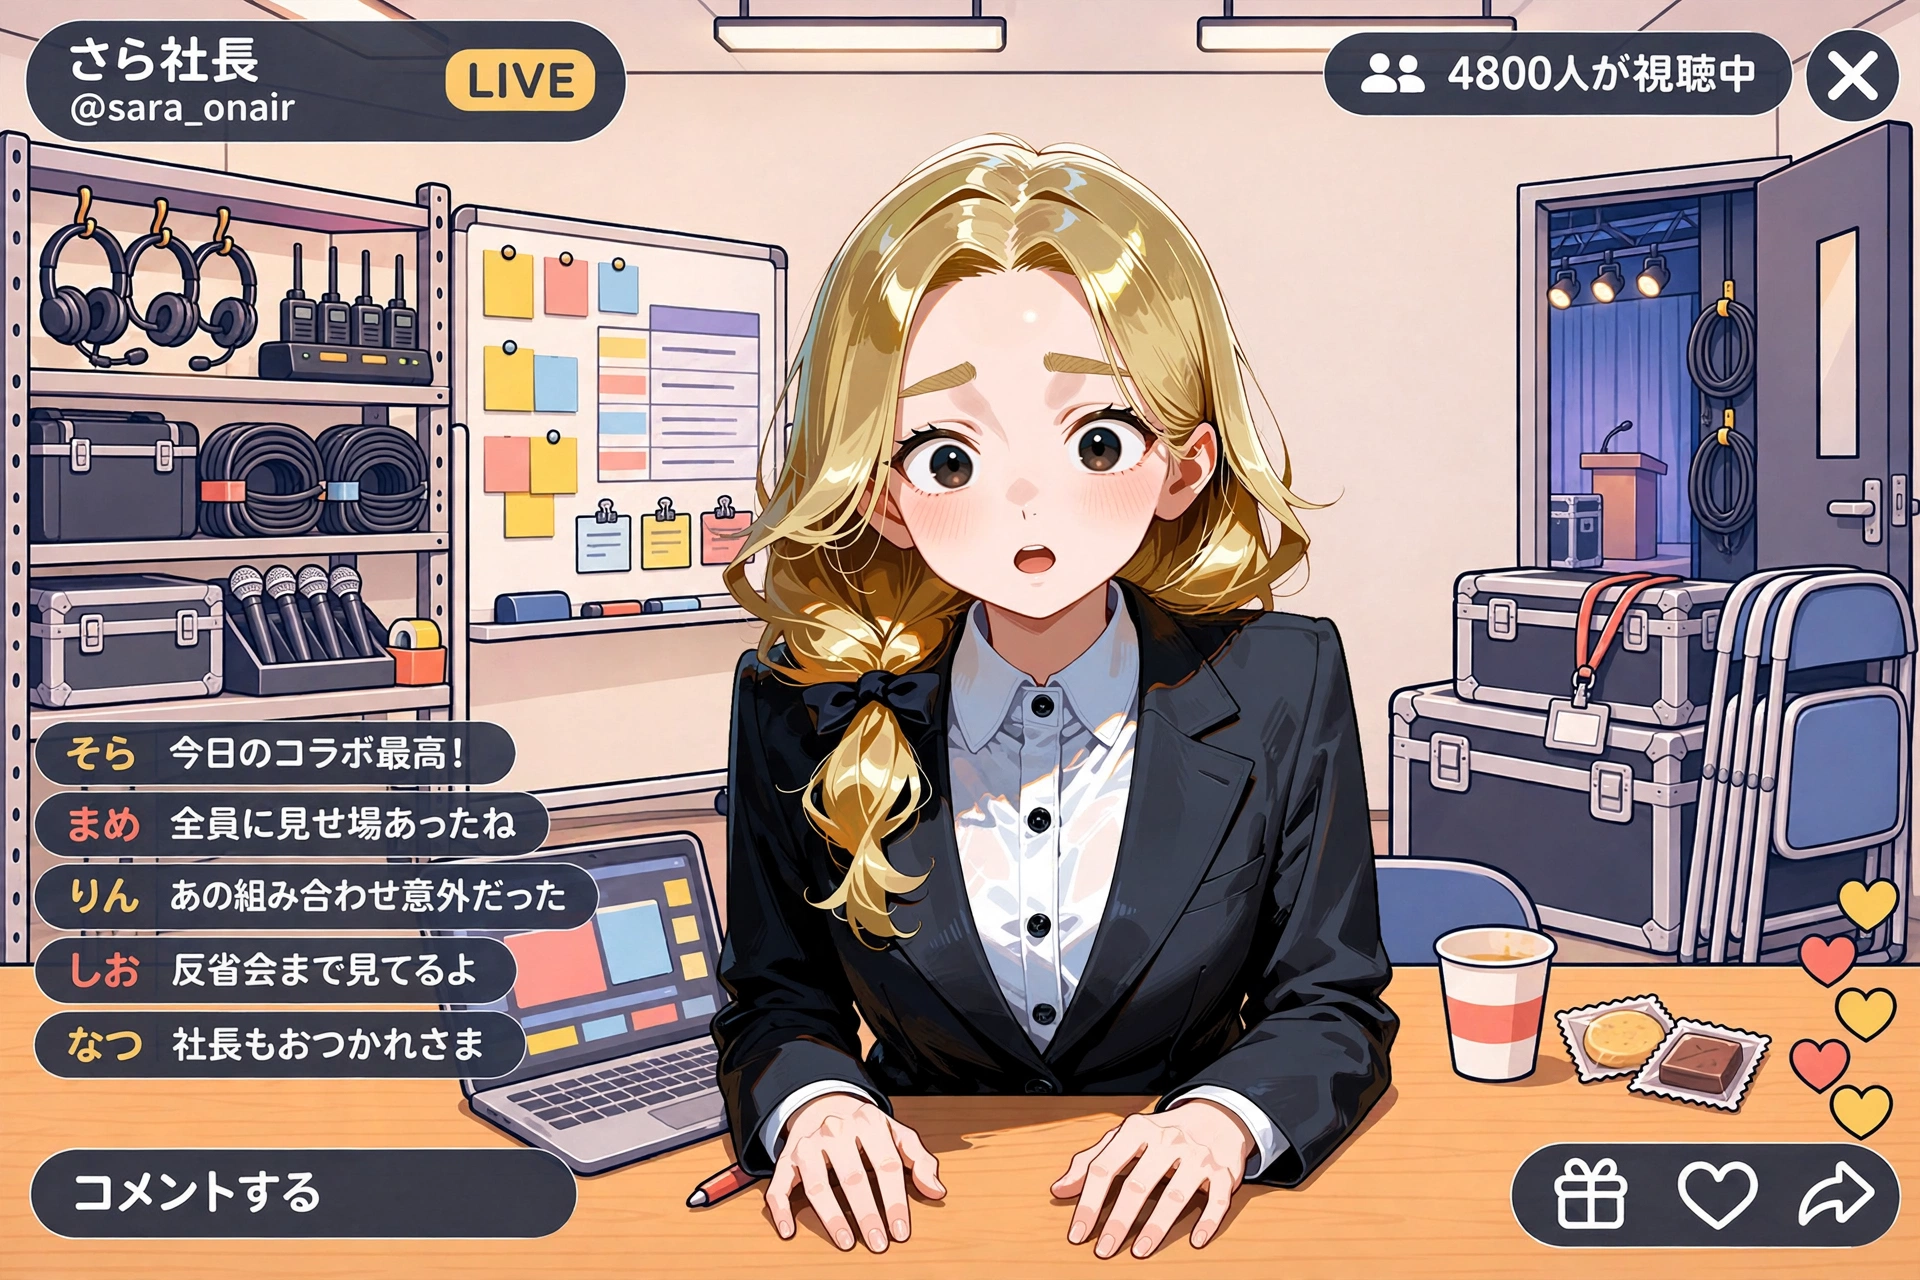 さら社長
@sara_onair
LIVE
4800人が視聴中
そら 今日のコラボ最高！
まめ 全員に見せ場あったね
りん あの組み合わせ意外だった
しお 反省会まで見てるよ
なつ 社長もおつかれさま
コメントする